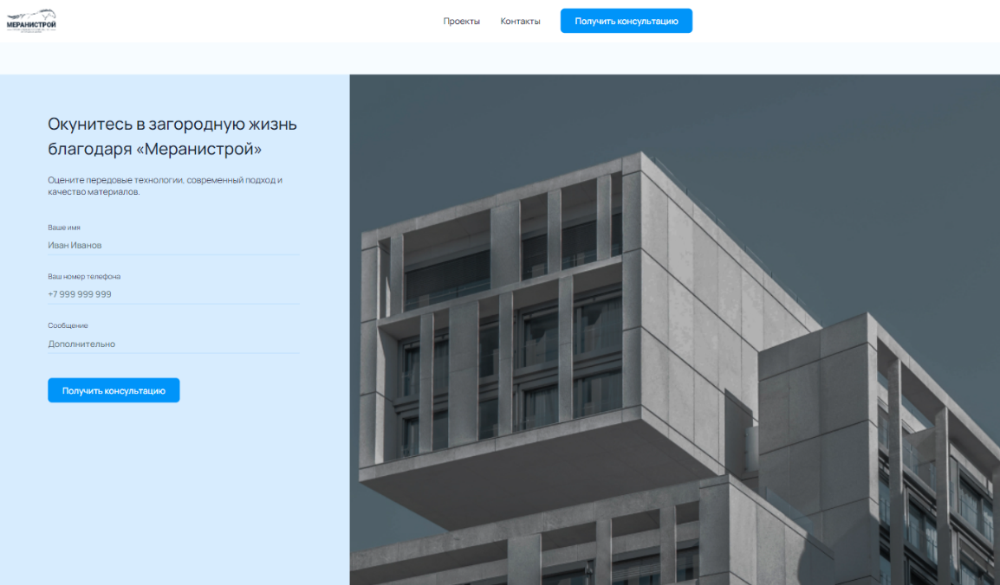 МЕРАНИСТРОЙ
Проекты
Контакты
Получить консультацию
Окунитесь в загородную жизнь
благодаря «Меранистрой»
Оцените передовые технологии, современный подход и
качество материалов.
Ваше имя
Иван Иванов
Ваш номер телефона
+7 999 999 999
Сообщение
Дополнительно
Получить консультацию